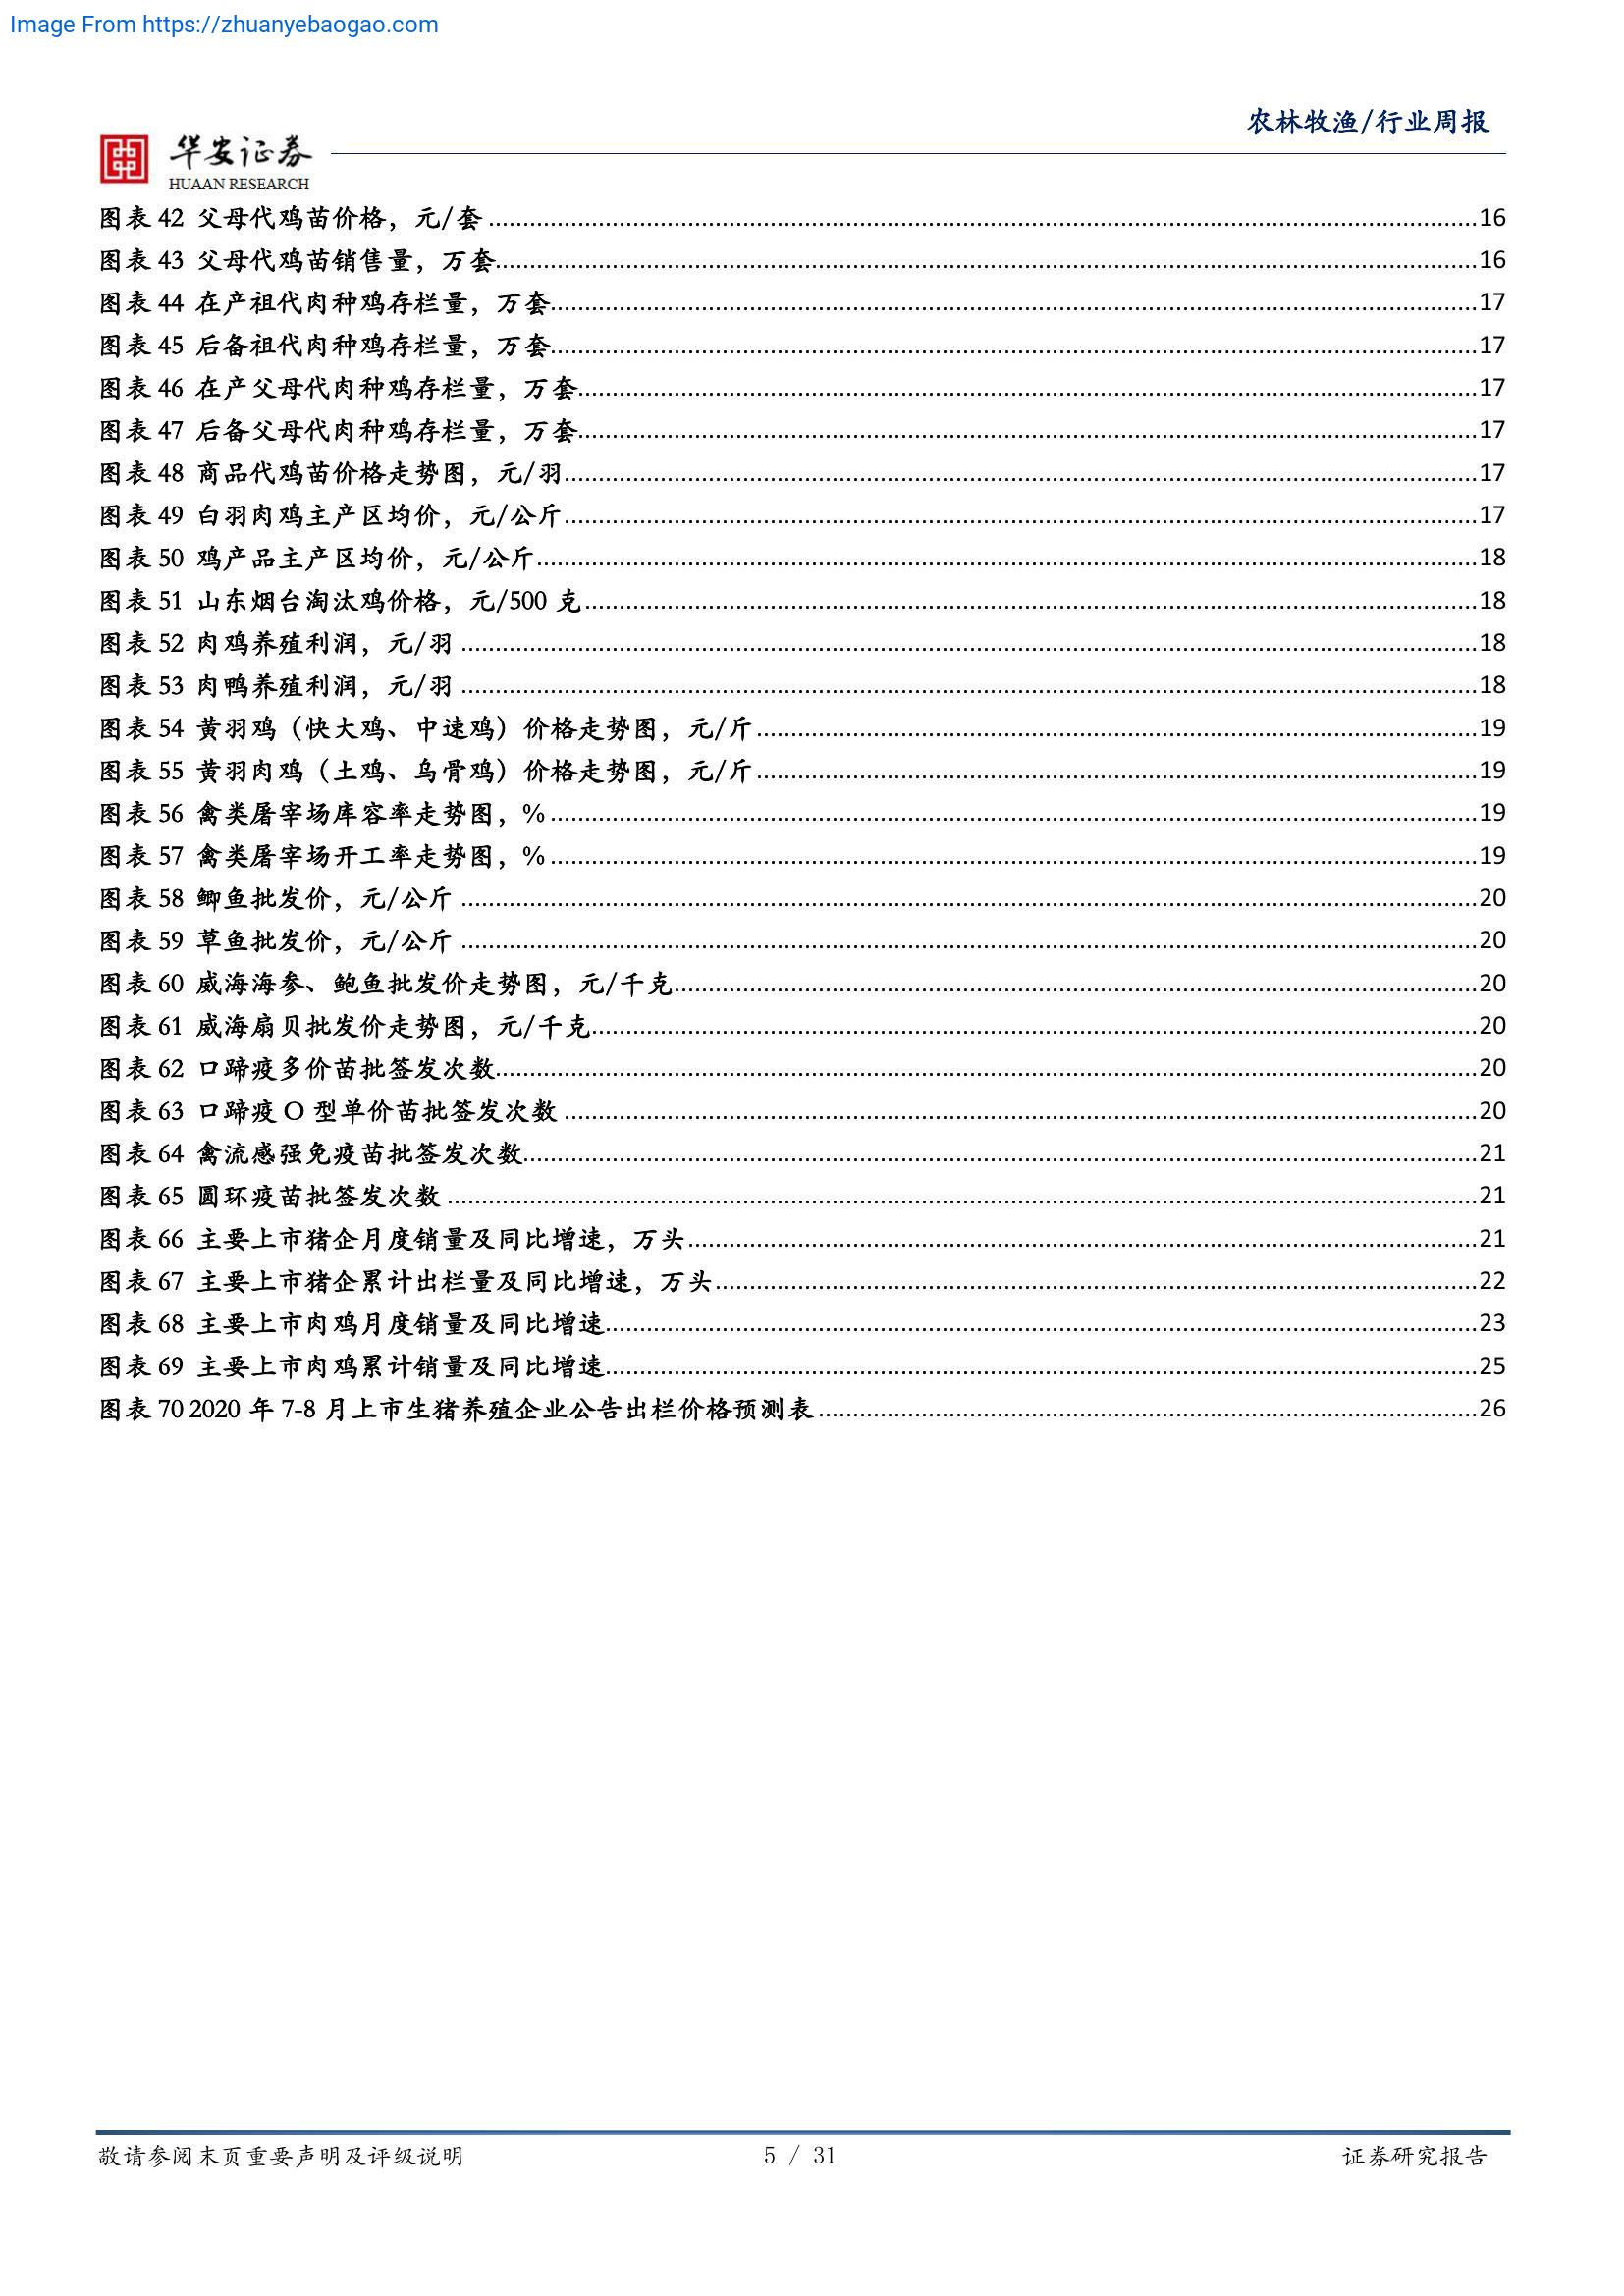 Image From https://zhuanyebaogao.com
农林牧渔/行业周报
华安证券
HUAAN RESEARCH
图表 42 父母代鸡苗价格，元/套 ........ 16
图表 43 父母代鸡苗销售量，万套........ 16
图表 44 在产祖代肉种鸡存栏量，万套........ 17
图表 45 后备祖代肉种鸡存栏量，万套........ 17
图表 46 在产父母代肉种鸡存栏量，万套........ 17
图表 47 后备父母代肉种鸡存栏量，万套........ 17
图表 48 商品代鸡苗价格走势图，元/羽........ 17
图表 49 白羽肉鸡主产区均价，元/公斤........ 17
图表 50 鸡产品主产区均价，元/公斤........ 18
图表 51 山东烟台淘汰鸡价格，元/500 克........ 18
图表 52 肉鸡养殖利润，元/羽 ........ 18
图表 53 肉鸭养殖利润，元/羽 ........ 18
图表 54 黄羽鸡（快大鸡、中速鸡）价格走势图，元/斤........ 19
图表 55 黄羽肉鸡（土鸡、乌骨鸡）价格走势图，元/斤........ 19
图表 56 禽类屠宰场库容率走势图，% ........ 19
图表 57 禽类屠宰场开工率走势图，% ........ 19
图表 58 鲫鱼批发价，元/公斤 ........ 20
图表 59 草鱼批发价，元/公斤 ........ 20
图表 60 威海海参、鲍鱼批发价走势图，元/千克........ 20
图表 61 威海扇贝批发价走势图，元/千克........ 20
图表 62 口蹄疫多价苗批签发次数........ 20
图表 63 口蹄疫 O 型单价苗批签发次数 ........ 20
图表 64 禽流感强免疫苗批签发次数........ 21
图表 65 圆环疫苗批签发次数 ........ 21
图表 66 主要上市猪企月度销量及同比增速，万头........ 21
图表 67 主要上市猪企累计出栏量及同比增速，万头........ 22
图表 68 主要上市肉鸡月度销量及同比增速........ 23
图表 69 主要上市肉鸡累计销量及同比增速........ 25
图表 70 2020 年 7-8 月上市生猪养殖企业公告出栏价格预测表 ........ 26
敬请参阅末页重要声明及评级说明 5 / 31 证券研究报告